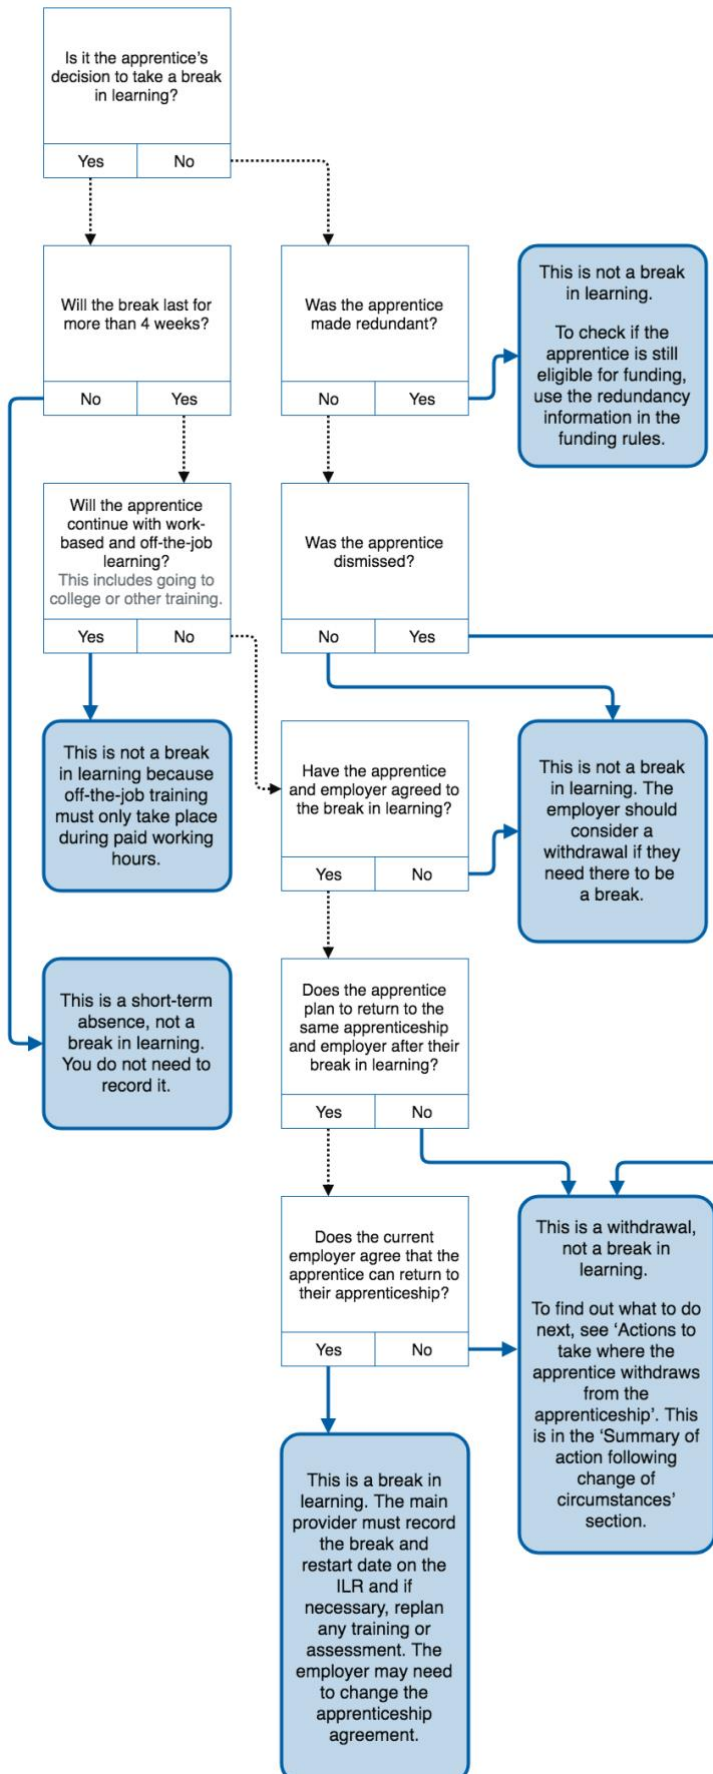 Is it the apprentice's
decision to take a break
in learning?
Yes
No
Will the break last for
more than 4 weeks?
No
Yes
Was the apprentice
made redundant?
No
Yes
This is not a break
in learning.
To check if the
apprentice is still
eligible for funding,
use the redundancy
information in the
funding rules.
Will the apprentice
continue with work-
based and off-the-job
learning?
This includes going to
college or other training.
Yes
No
Was the apprentice
dismissed?
No
Yes
This is not a break
in learning because
off-the-job training
must only take place
during paid working
hours.
Have the apprentice
and employer agreed to
the break in learning?
Yes
No
This is not a break
in learning. The
employer should
consider a
withdrawal if they
need there to be
a break.
This is a short-term
absence, not a
break in learning.
You do not need to
record it.
Does the apprentice
plan to return to the
same apprenticeship
and employer after their
break in learning?
Yes
No
Does the current
employer agree that the
apprentice can return to
their apprenticeship?
Yes
No
This is a withdrawal,
not a break in
learning.
To find out what to do
next, see ‘Actions to
take where the
apprentice withdraws
from the
apprenticeship’. This
is in the ‘Summary of
action following
change of
circumstances’
section.
This is a break in
learning. The main
provider must record
the break and
restart date on the
ILR and if
necessary, replan
any training or
assessment. The
employer may need
to change the
apprenticeship
agreement.